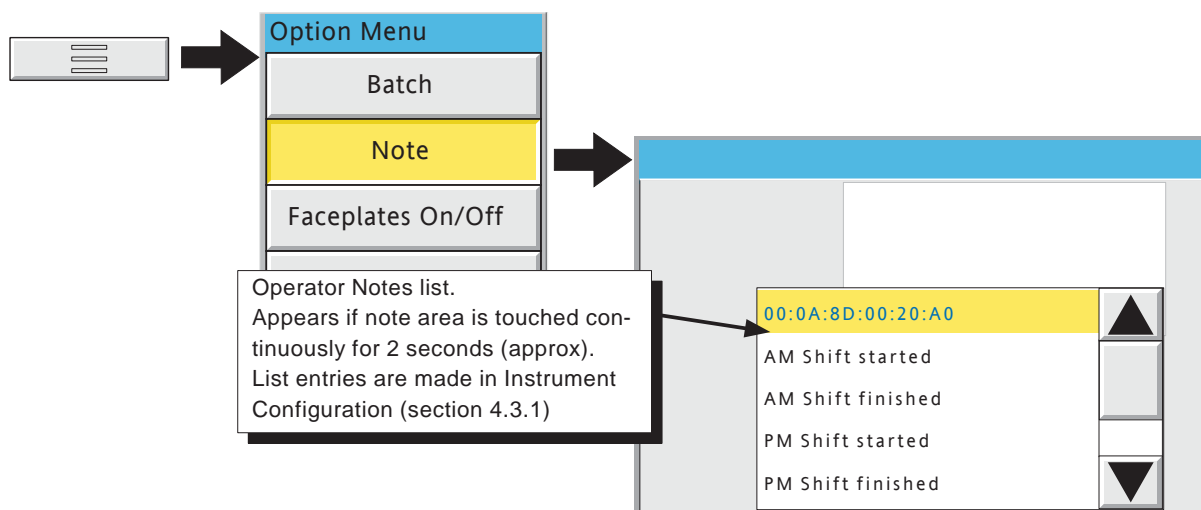 Option Menu
Batch
Note
Faceplates On/Off
Operator Notes list.
Appears if note area is touched con-
tinuously for 2 seconds (approx).
List entries are made in Instrument
Configuration (section 4.3.1)
00:0A:8D:00:20:A0
AM Shift started
AM Shift finished
PM Shift started
PM Shift finished